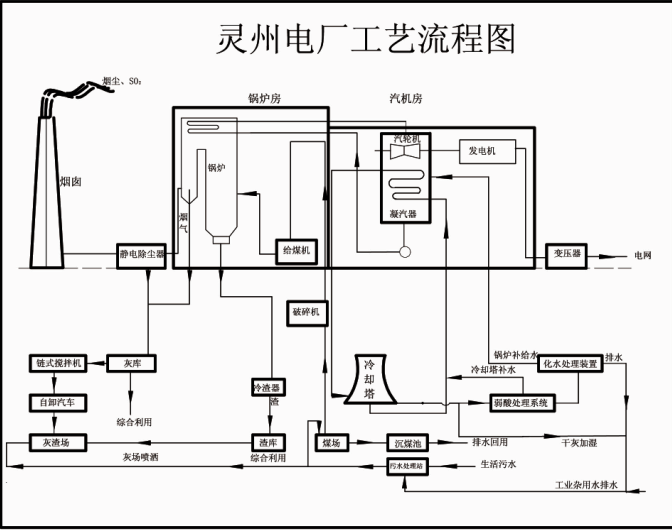 灵州电厂工艺流程图
烟尘、SO₂
锅炉房
汽机房
汽轮机
发电机
烟囱
锅炉
烟气
凝汽器
静电除尘器
给煤机
变压器
电网
破碎机
链式搅拌机
灰库
冷却塔
锅炉补给水
化水处理装置
排水
冷却塔补水
冷渣器
渣
自卸汽车
弱酸处理系统
综合利用
灰渣场
渣库
煤场
沉煤池
排水回用
干灰加湿
灰场喷洒
综合利用
污水处理站
生活污水
工业杂用水排水